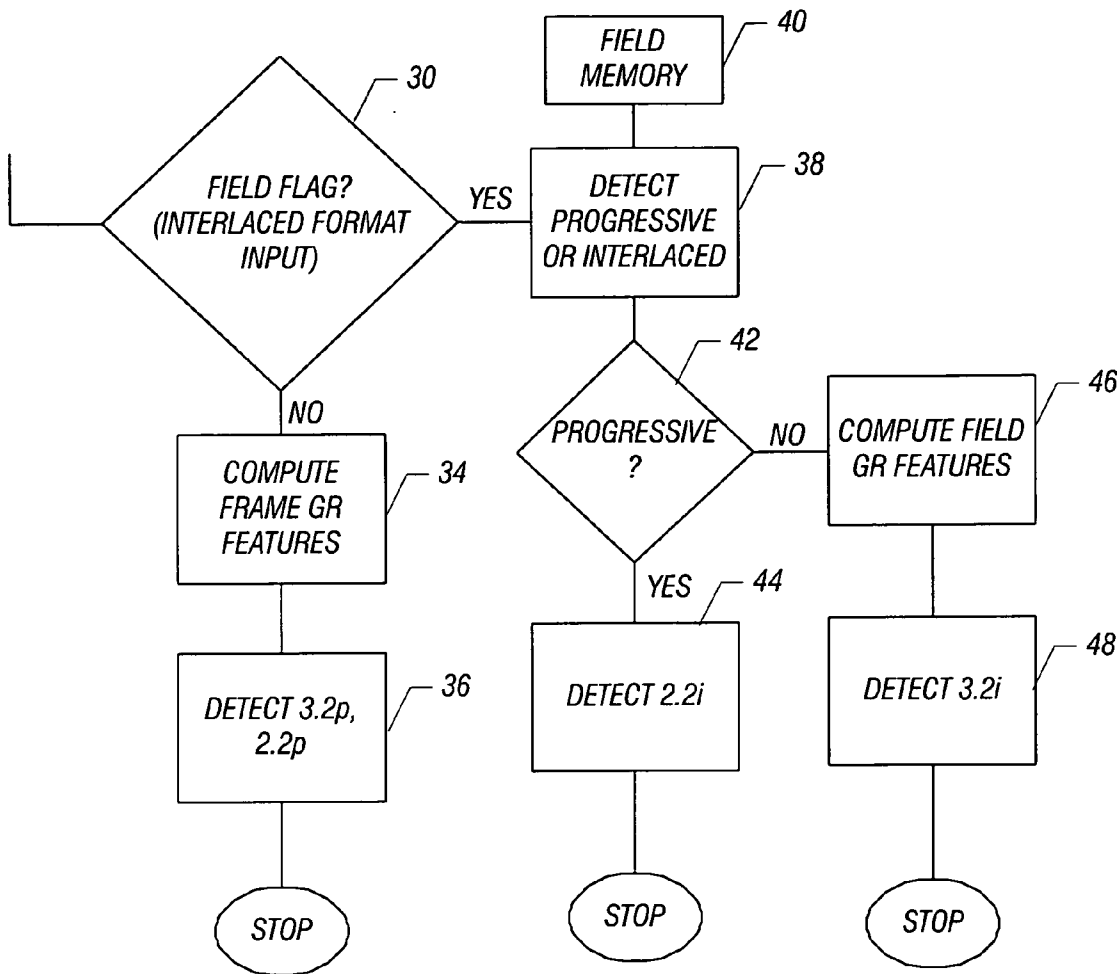 FIELD
MEMORY
40
30
FIELD FLAG?
(INTERLACED FORMAT
INPUT)
YES
DETECT
PROGRESSIVE
OR INTERLACED
38
NO
COMPUTE
FRAME GR
FEATURES
34
PROGRESSIVE
?
42
NO
COMPUTE FIELD
GR FEATURES
46
YES
DETECT 3.2p,
2.2p
36
DETECT 2.2i
44
DETECT 3.2i
48
STOP
STOP
STOP